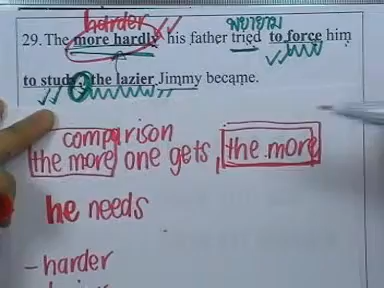 harder พยายาม
29. The more hardly his father tried to force him
to study, the lazier Jimmy became.
comparison
the more one gets, the more
he needs
- harder